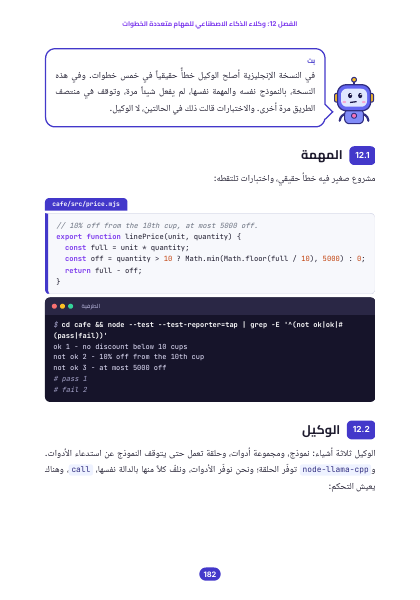 الفصل 12: وكلاء الذكاء الاصطناعي للمهام متعددة الخطوات
بِت
في النسخة الإنجليزية أصلح الوكيل خطأً حقيقياً في خمس خطوات. وفي هذه
النسخة، بالنموذج نفسه والمهمة نفسها، لم يفعل شيئاً مرة، وتوقف في منتصف
الطريق مرة أخرى. والاختبارات قالت ذلك في الحالتين، لا الوكيل.
12.1 المهمة
مشروع صغير فيه خطأ حقيقي، واختبارات تلتقطه:
cafe/src/price.mjs
// 10% off from the 10th cup, at most 5000 off.
export function linePrice(unit, quantity) {
const full = unit * quantity;
const off = quantity > 10 ? Math.min(Math.floor(full / 10), 5000) : 0;
return full - off;
}
الطرفية
$ cd cafe && node --test --test-reporter=tap | grep -E '^(not ok|ok|#
(pass|fail))'
ok 1 - no discount below 10 cups
not ok 2 - 10% off from the 10th cup
not ok 3 - at most 5000 off
# pass 1
# fail 2
12.2 الوكيل
الوكيل ثلاثة أشياء: نموذج، ومجموعة أدوات، وحلقة تعمل حتى يتوقف النموذج عن استدعاء الأدوات.
و node-llama-cpp توفّر الحلقة؛ ونحن نوفّر الأدوات، ونلفّ كلاً منها بالدالة نفسها، call، وهناك
يعيش التحكم:
182